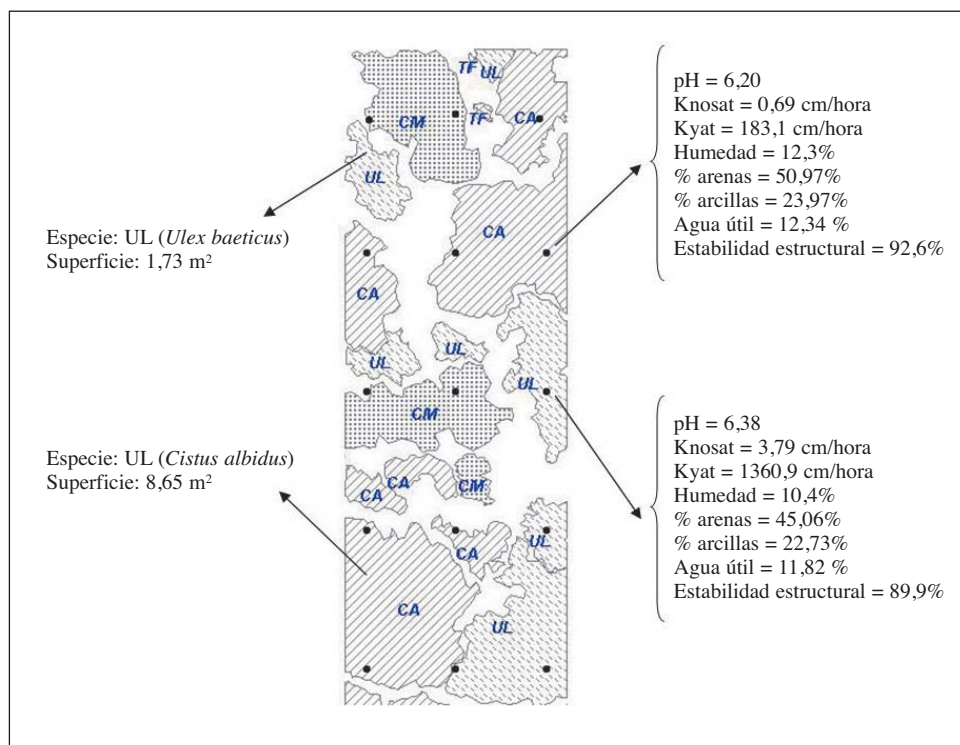 TF
UL
CM
TF
CA
UL
CA
CA
UL
UL
UL
CM
CA
CA
CM
CA
UL
CA
UL
Especie: UL (Ulex baeticus)
Superficie: 1,73 m²
Especie: UL (Cistus albidus)
Superficie: 8,65 m²
pH = 6,20
Knosat = 0,69 cm/hora
Kyat = 183,1 cm/hora
Humedad = 12,3%
% arenas = 50,97%
% arcillas = 23,97%
Agua útil = 12,34 %
Estabilidad estructural = 92,6%
pH = 6,38
Knosat = 3,79 cm/hora
Kyat = 1360,9 cm/hora
Humedad = 10,4%
% arenas = 45,06%
% arcillas = 22,73%
Agua útil = 11,82 %
Estabilidad estructural = 89,9%